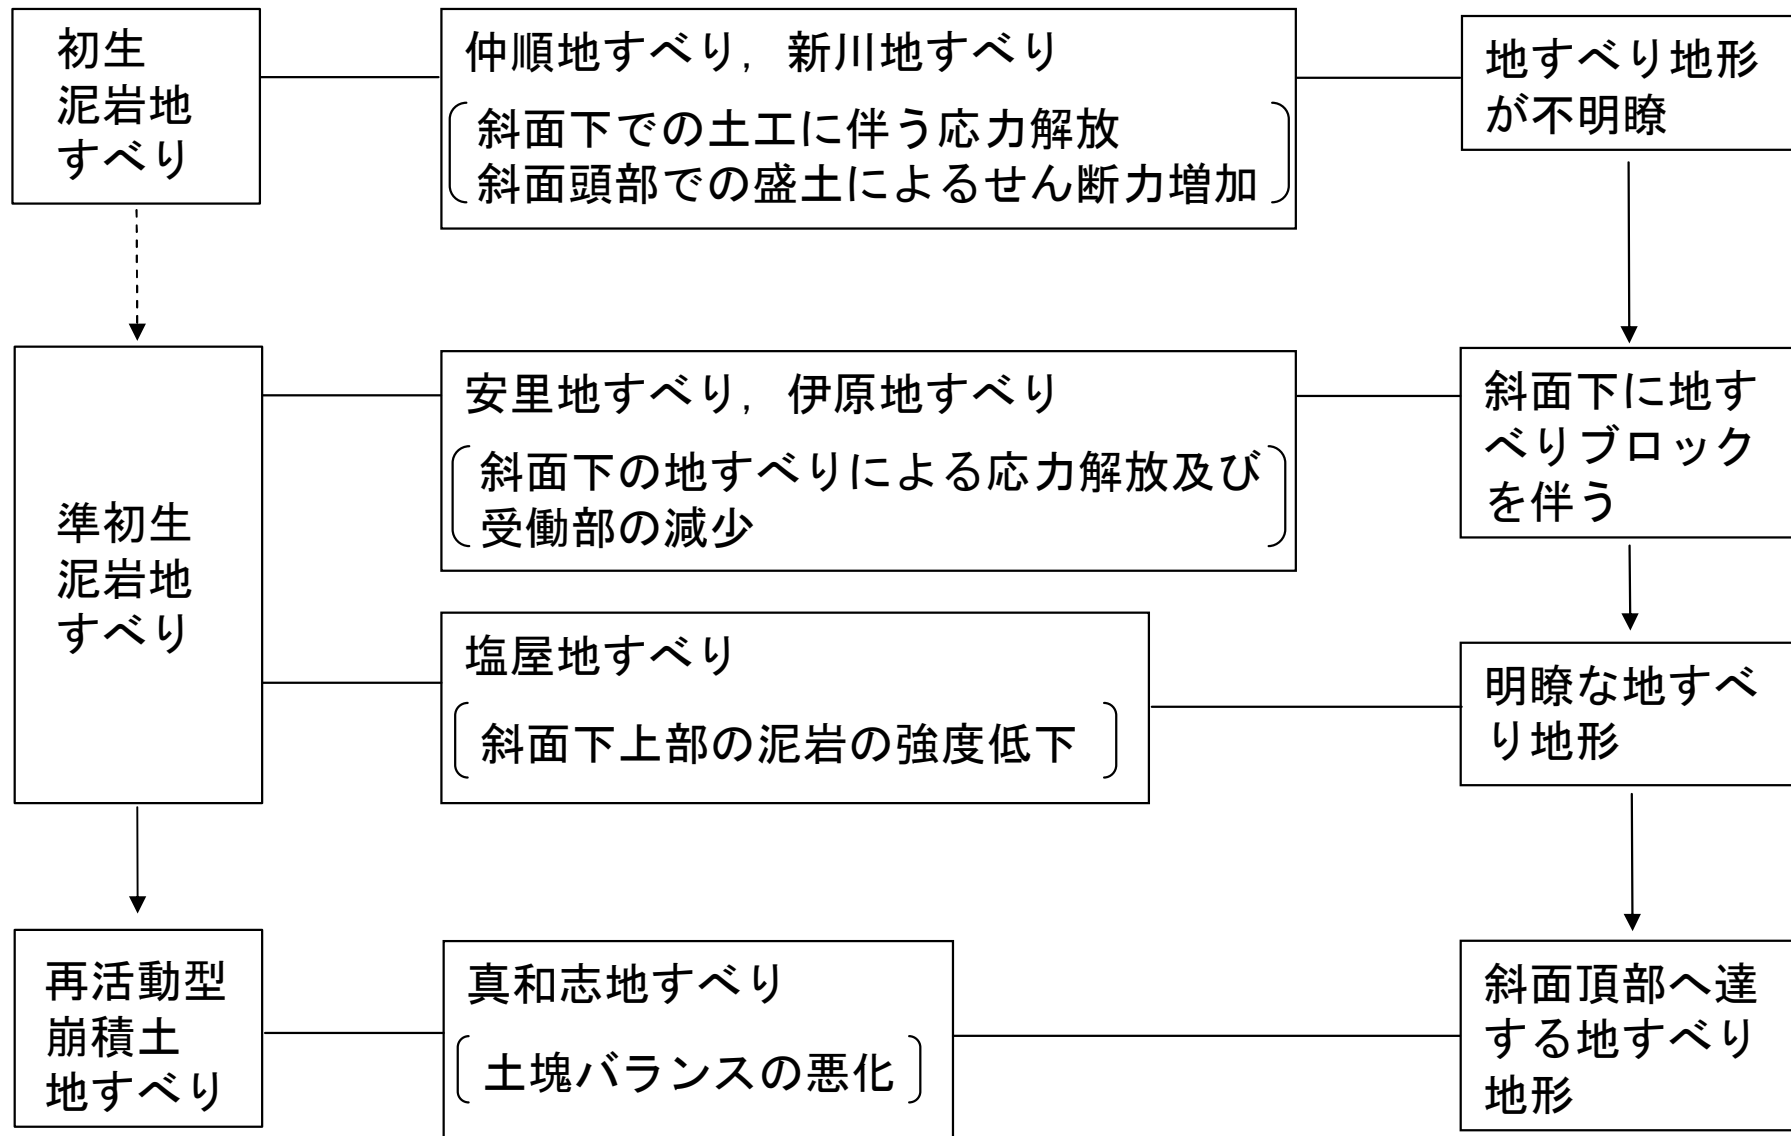 初生
泥岩地
すべり
仲順地すべり，新川地すべり
斜面下での土工に伴う応力解放
斜面頭部での盛土によるせん断力増加
地すべり地形
が不明瞭
準初生
泥岩地
すべり
安里地すべり，伊原地すべり
斜面下の地すべりによる応力解放及び
受働部の減少
斜面下に地す
べりブロック
を伴う
塩屋地すべり
斜面下上部の泥岩の強度低下
明瞭な地すべ
り地形
再活動型
崩積土
地すべり
真和志地すべり
土塊バランスの悪化
斜面頂部へ達
する地すべり
地形